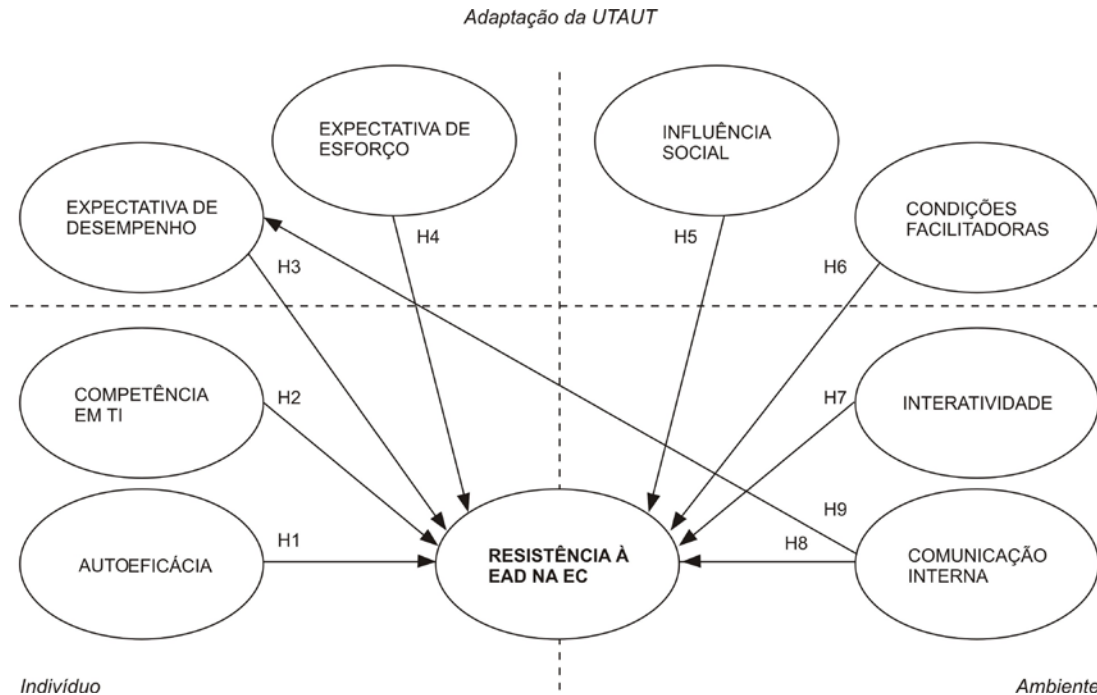 Adaptação da UTAUT
EXPECTATIVA DE
ESFORÇO
INFLUÊNCIA
SOCIAL
EXPECTATIVA DE
DESEMPENHO
CONDIÇÕES
FACILITADORAS
H4
H5
H3
H6
COMPETÊNCIA
EM TI
H2
H7
INTERATIVIDADE
H9
H1
H8
AUTOEFICÁCIA
RESISTÊNCIA À
EAD NA EC
COMUNICAÇÃO
INTERNA
Indivíduo
Ambiente